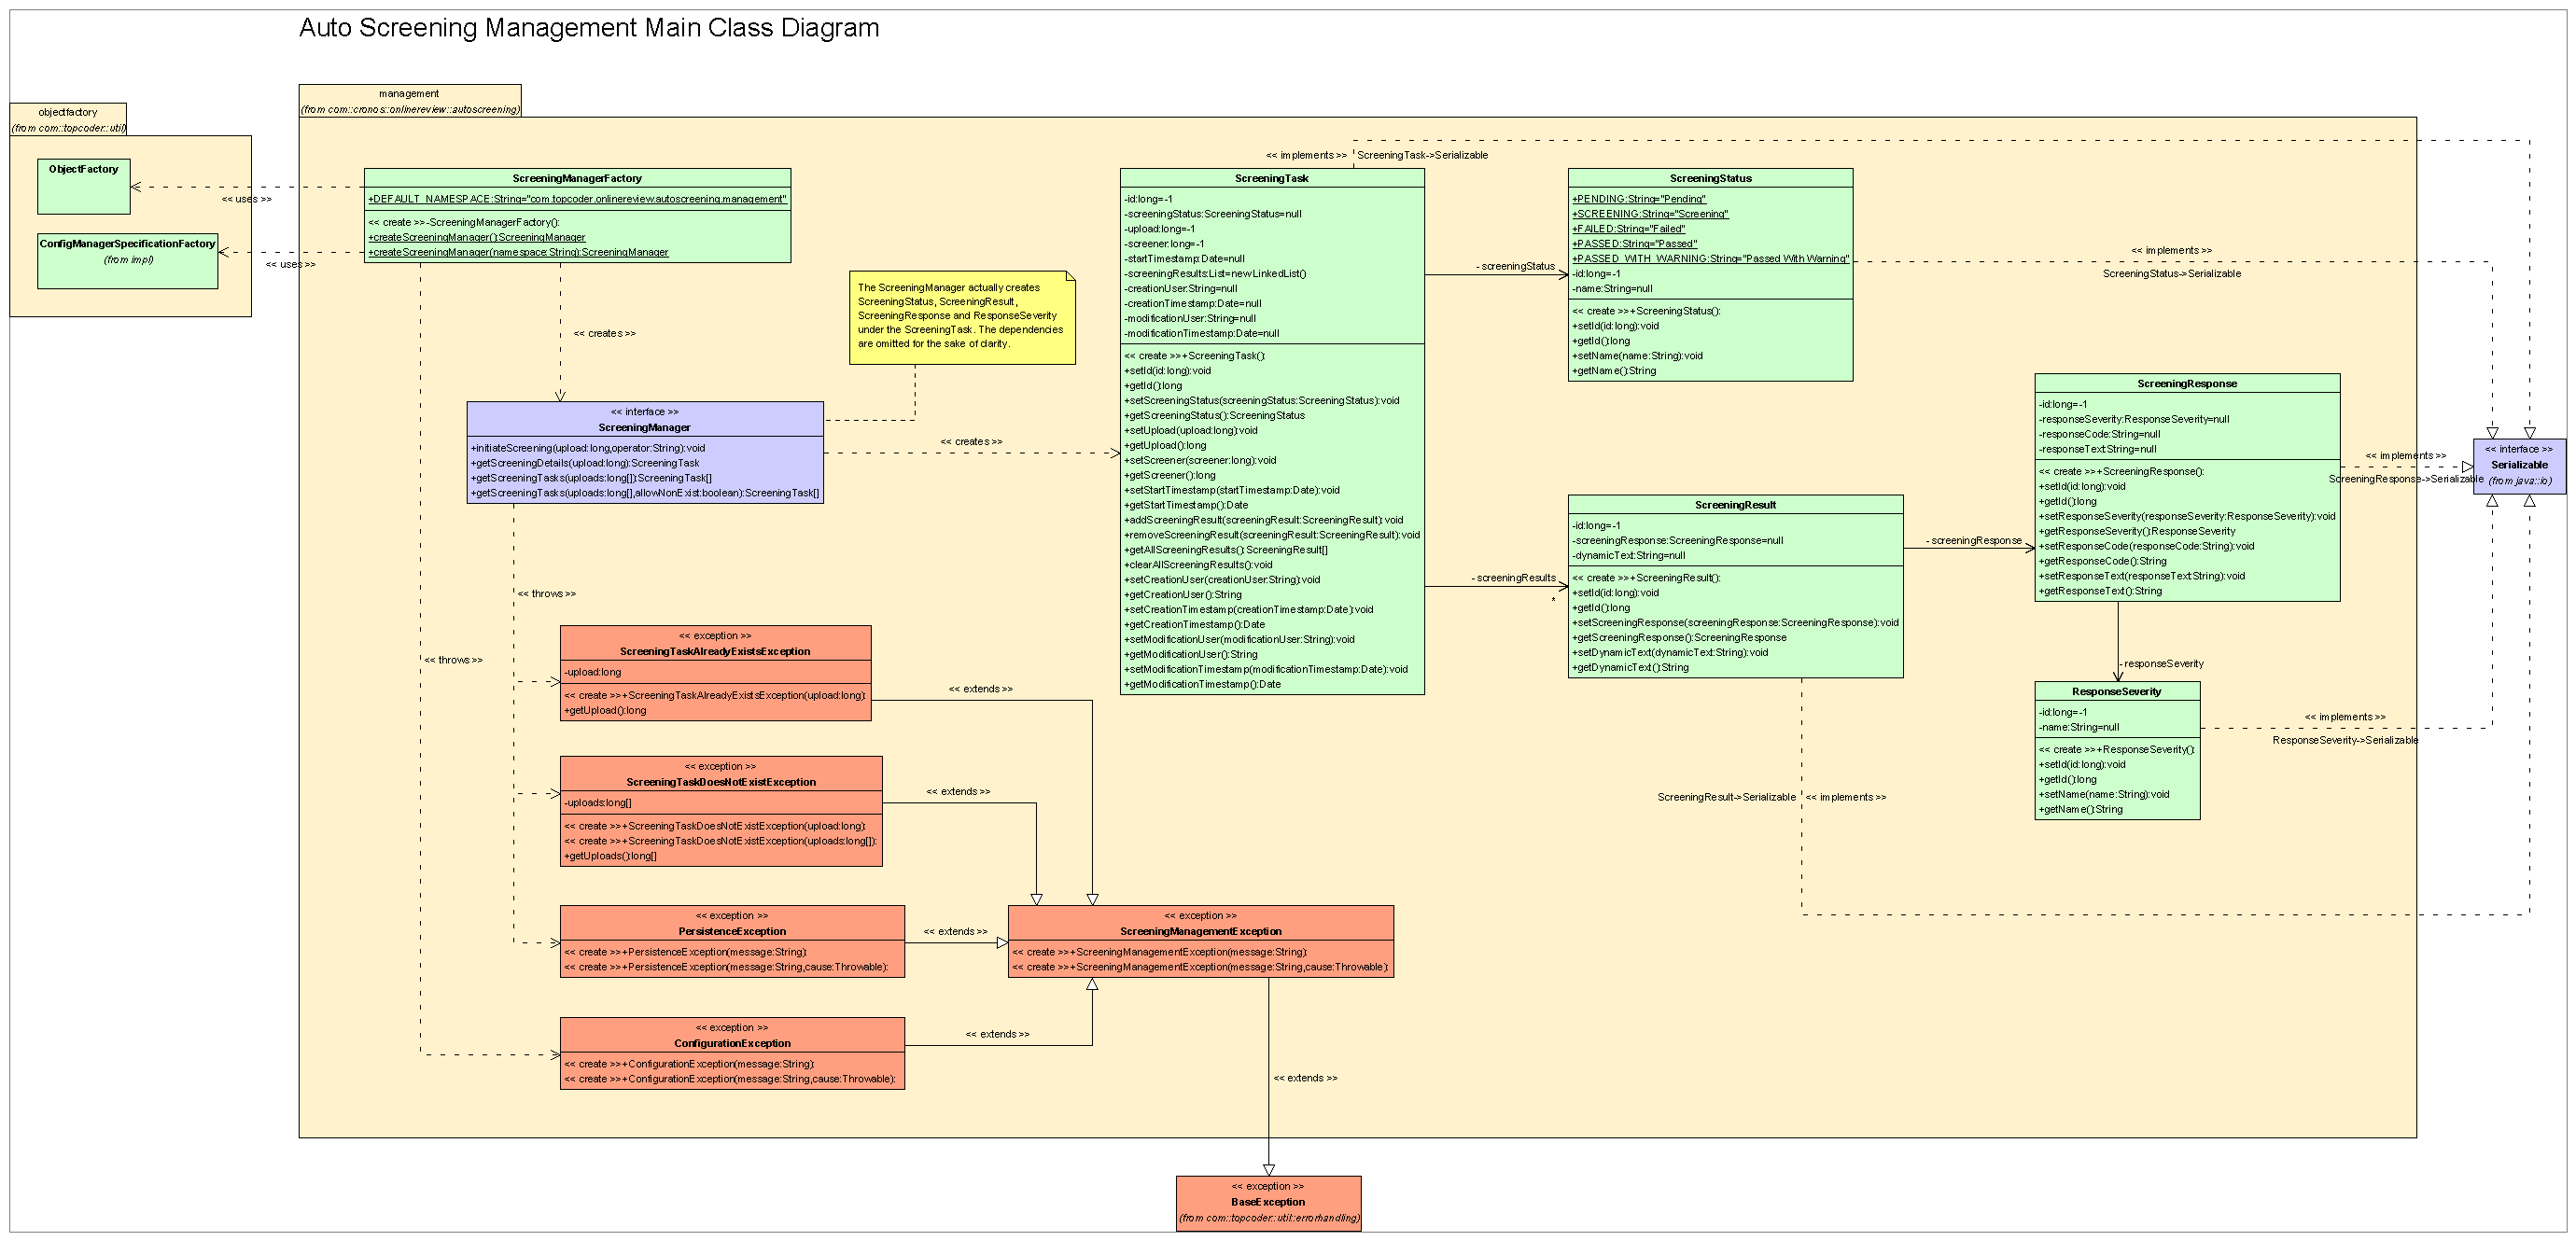 Auto Screening Management Main Class Diagram
objectfactory
(from com::topcoder::util)
ObjectFactory
ConfigManagerSpecificationFactory
(from impl)
<< uses >>
<< uses >>
management
(from com::cronos::onlinereview::autoscreening)
ScreeningManagerFactory
+DEFAULT_NAMESPACE:String="com.topcoder.onlinereview.autoscreening.management"
<< create >>-ScreeningManagerFactory():
+createScreeningManager():ScreeningManager
+createScreeningManager(namespace:String):ScreeningManager
<< creates >>
The ScreeningManager actually creates
ScreeningStatus, ScreeningResult,
ScreeningResponse and ResponseSeverity
under the ScreeningTask. The dependencies
are omitted for the sake of clarity.
<< interface >>
ScreeningManager
+initiateScreening(upload:long,operator:String):void
+getScreeningDetails(upload:long):ScreeningTask
+getScreeningTasks(uploads:long[]):ScreeningTask[]
+getScreeningTasks(uploads:long[],allowNonExist:boolean):ScreeningTask[]
<< creates >>
<< throws >>
<< throws >>
<< exception >>
ScreeningTaskAlreadyExistsException
-upload:long
<< create >>+ScreeningTaskAlreadyExistsException(upload:long):
+getUpload():long
<< extends >>
<< exception >>
ScreeningTaskDoesNotExistException
-uploads:long[]
<< create >>+ScreeningTaskDoesNotExistException(upload:long):
<< create >>+ScreeningTaskDoesNotExistException(uploads:long[]):
+getUploads():long[]
<< extends >>
<< exception >>
PersistenceException
<< create >>+PersistenceException(message:String):
<< create >>+PersistenceException(message:String,cause:Throwable):
<< extends >>
<< exception >>
ScreeningManagementException
<< create >>+ScreeningManagementException(message:String):
<< create >>+ScreeningManagementException(message:String,cause:Throwable):
<< exception >>
ConfigurationException
<< create >>+ConfigurationException(message:String):
<< create >>+ConfigurationException(message:String,cause:Throwable):
<< extends >>
<< extends >>
<< exception >>
BaseException
(from com::topcoder::util::errorhandling)
<< implements >>
ScreeningTask->Serializable
ScreeningTask
-id:long=-1
-screeningStatus:ScreeningStatus=null
-upload:long=-1
-screener:long=-1
-startTimestamp:Date=null
-screeningResults:List=newLinkedList()
-creationUser:String=null
-creationTimestamp:Date=null
-modificationUser:String=null
-modificationTimestamp:Date=null
<< create >>+ScreeningTask():
+setId(id:long):void
+getId():long
+setScreeningStatus(screeningStatus:ScreeningStatus):void
+getScreeningStatus():ScreeningStatus
+setUpload(upload:long):void
+getUpload():long
+setScreener(screener:long):void
+getScreener():long
+setStartTimestamp(startTimestamp:Date):void
+getStartTimestamp():Date
+addScreeningResult(screeningResult:ScreeningResult):void
+removeScreeningResult(screeningResult:ScreeningResult):void
+getAllScreeningResults():ScreeningResult[]
+clearAllScreeningResults():void
+setCreationUser(creationUser:String):void
+getCreationUser():String
+setCreationTimestamp(creationTimestamp:Date):void
+getCreationTimestamp():Date
+setModificationUser(modificationUser:String):void
+getModificationUser():String
+setModificationTimestamp(modificationTimestamp:Date):void
+getModificationTimestamp():Date
- screeningStatus
ScreeningStatus
+PENDING:String="Pending"
+SCREENING:String="Screening"
+FAILED:String="Failed"
+PASSED:String="Passed"
+PASSED_WITH_WARNING:String="Passed With Warning"
-id:long=-1
-name:String=null
<< create >>+ScreeningStatus():
+setId(id:long):void
+getId():long
+setName(name:String):void
+getName():String
<< implements >>
ScreeningStatus->Serializable
- screeningResults
*
ScreeningResult
-id:long=-1
-screeningResponse:ScreeningResponse=null
-dynamicText:String=null
<< create >>+ScreeningResult():
+setId(id:long):void
+getId():long
+setScreeningResponse(screeningResponse:ScreeningResponse):void
+getScreeningResponse():ScreeningResponse
+setDynamicText(dynamicText:String):void
+getDynamicText():String
- screeningResponse
ScreeningResult->Serializable
<< implements >>
ScreeningResponse
-id:long=-1
-responseSeverity:ResponseSeverity=null
-responseCode:String=null
-responseText:String=null
<< create >>+ScreeningResponse():
+setId(id:long):void
+getId():long
+setResponseSeverity(responseSeverity:ResponseSeverity):void
+getResponseSeverity():ResponseSeverity
+setResponseCode(responseCode:String):void
+getResponseCode():String
+setResponseText(responseText:String):void
+getResponseText():String
<< implements >>
ScreeningResponse->Serializable
- responseSeverity
ResponseSeverity
-id:long=-1
-name:String=null
<< create >>+ResponseSeverity():
+setId(id:long):void
+getId():long
+setName(name:String):void
+getName():String
<< implements >>
ResponseSeverity->Serializable
<< interface >>
Serializable
(from java::io)